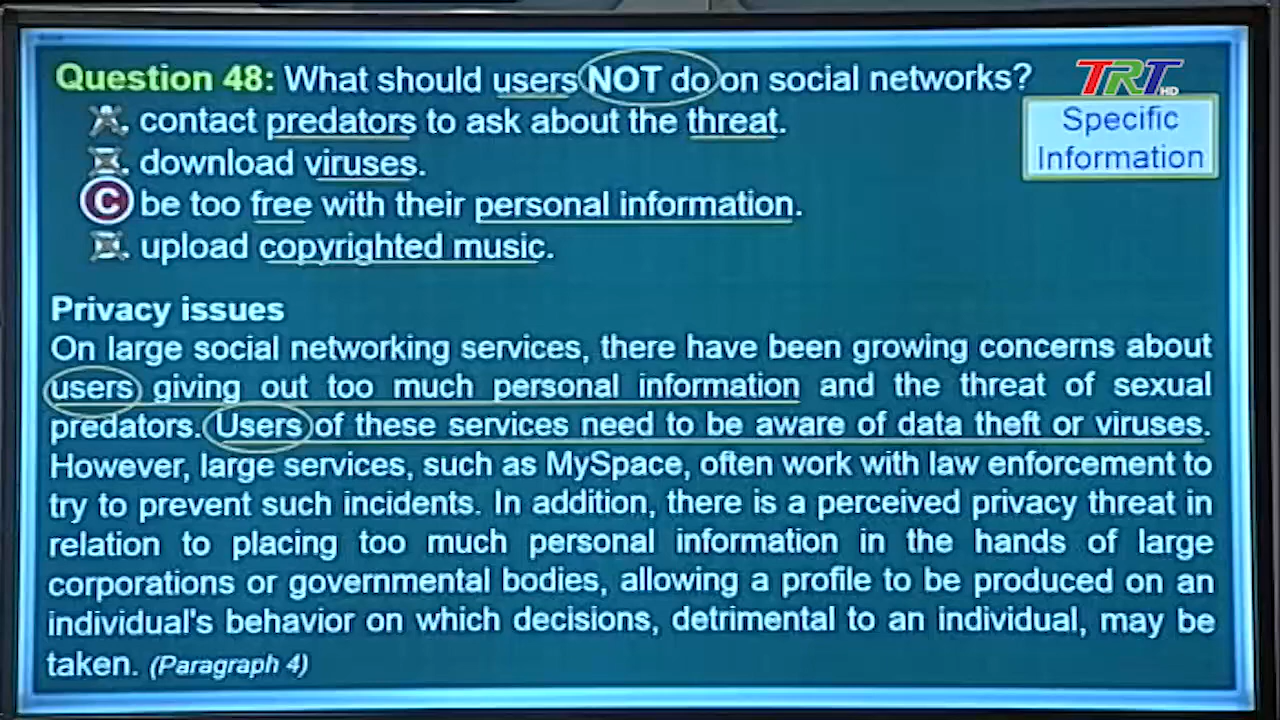 Question 48: What should users NOT do on social networks?
TRT HD
contact predators to ask about the threat.
Specific
Information
download viruses.
C be too free with their personal information.
upload copyrighted music.
Privacy issues
On large social networking services, there have been growing concerns about
users giving out too much personal information and the threat of sexual
predators. Users of these services need to be aware of data theft or viruses.
However, large services, such as MySpace, often work with law enforcement to
try to prevent such incidents. In addition, there is a perceived privacy threat in
relation to placing too much personal information in the hands of large
corporations or governmental bodies, allowing a profile to be produced on an
individual's behavior on which decisions, detrimental to an individual, may be
taken. (Paragraph 4)